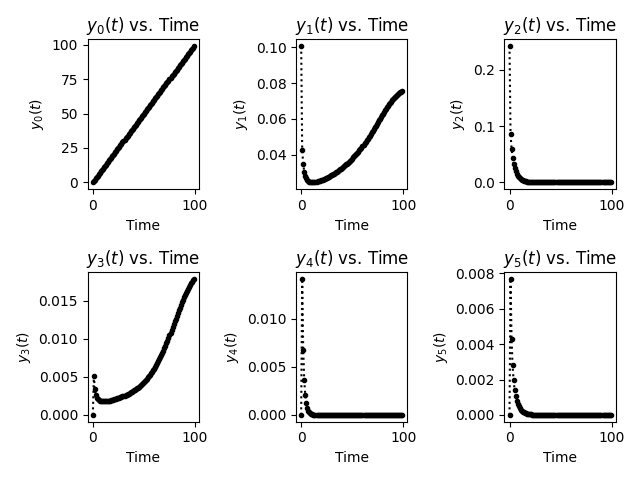 y₀(t) vs. Time
y₁(t) vs. Time
y₂(t) vs. Time
100
75
50
25
0
y₀(t)
0 100
Time
0.10
0.08
0.06
0.04
y₁(t)
0 100
Time
0.2
0.1
0.0
y₂(t)
0 100
Time
y₃(t) vs. Time
y₄(t) vs. Time
y₅(t) vs. Time
0.015
0.010
0.005
0.000
y₃(t)
0 100
Time
0.010
0.005
0.000
y₄(t)
0 100
Time
0.008
0.006
0.004
0.002
0.000
y₅(t)
0 100
Time